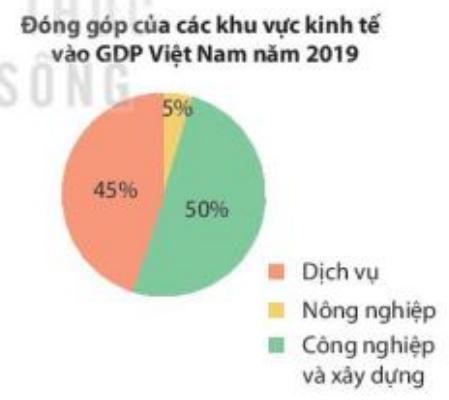 SỐNG
Đóng góp của các khu vực kinh tế
vào GDP Việt Nam năm 2019
5%
45%
50%
Dịch vụ
Nông nghiệp
Công nghiệp
và xây dựng